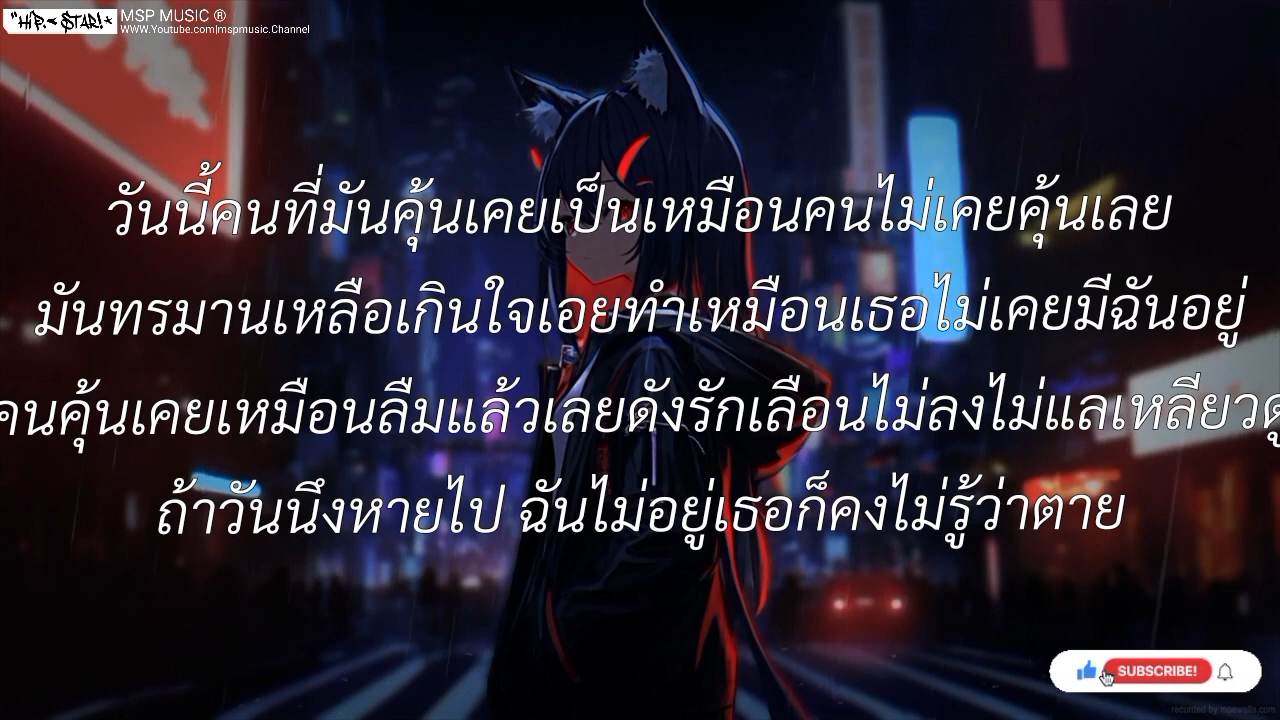 "HIP.< STAR!*
MSP MUSIC ®
www.Youtube.com|mspmusic.Channel
วันนี้คนที่มันคุ้นเคยเป็นเหมือนคนไม่เคยคุ้นเลย
มันทรมานเหลือเกินใจเอยทำเหมือนเธอไม่เคยมีฉันอยู่
คนคุ้นเคยเหมือนลืมแล้วเลยดังรักเลือนไม่ลงไม่แลเหลียวดู
ถ้าวันนึงหายไป ฉันไม่อยู่เธอก็คงไม่รู้ว่าตาย
SUBSCRIBE!
recorded by moewalls.com